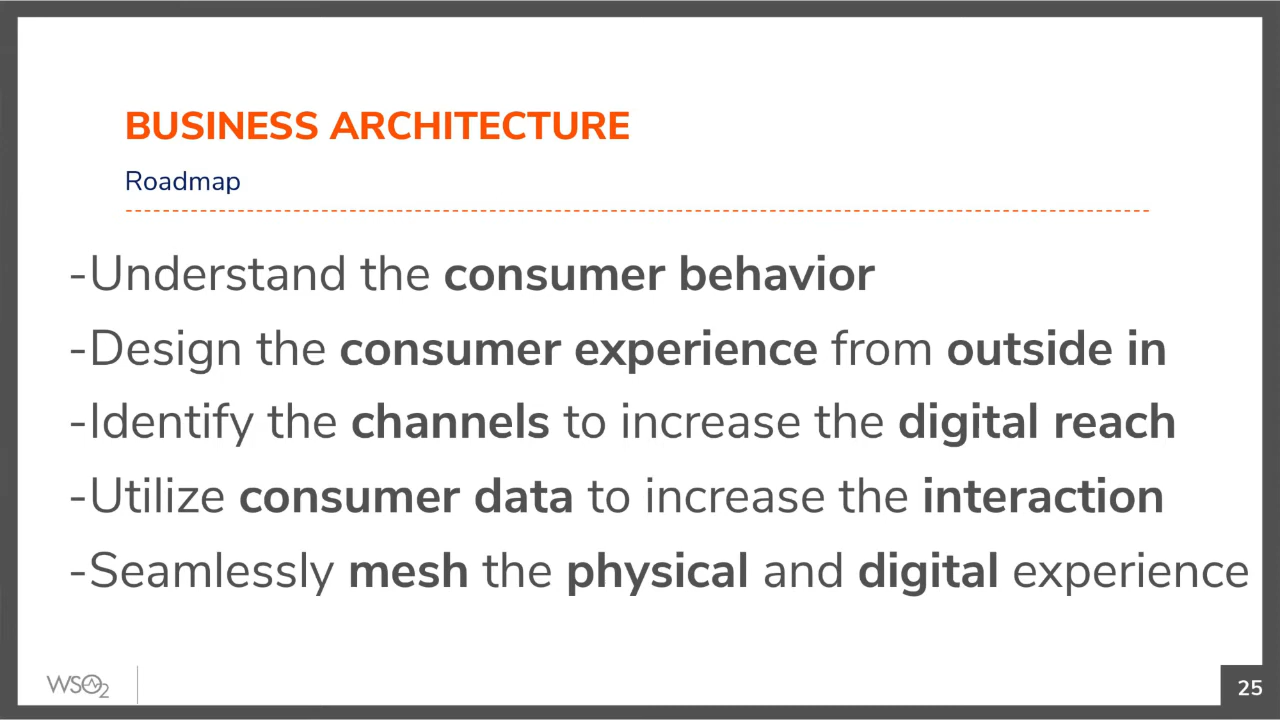 BUSINESS ARCHITECTURE
Roadmap
-Understand the consumer behavior
-Design the consumer experience from outside in
-Identify the channels to increase the digital reach
-Utilize consumer data to increase the interaction
-Seamlessly mesh the physical and digital experience
WSO2
25